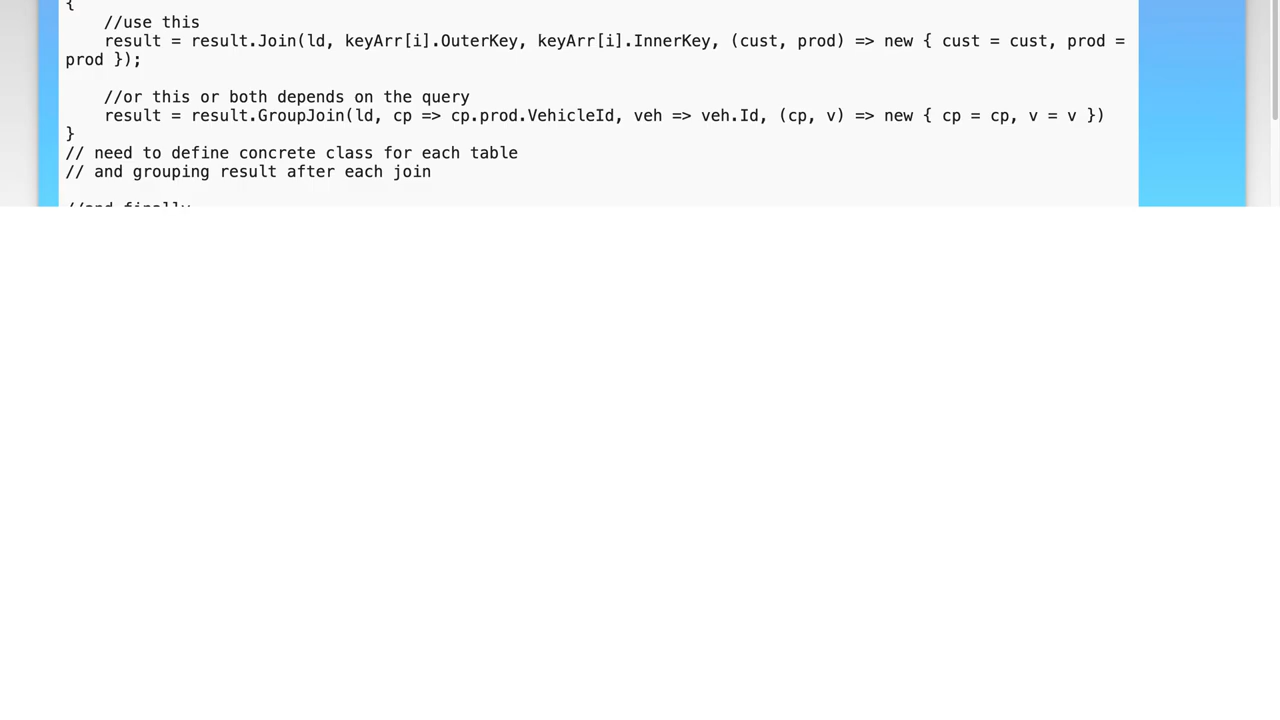 {
    //use this
    result = result.Join(ld, keyArr[i].OuterKey, keyArr[i].InnerKey, (cust, prod) => new { cust = cust, prod =
prod });
    //or this or both depends on the query
    result = result.GroupJoin(ld, cp => cp.prod.VehicleId, veh => veh.Id, (cp, v) => new { cp = cp, v = v })
}
// need to define concrete class for each table
// and grouping result after each join
//and finally